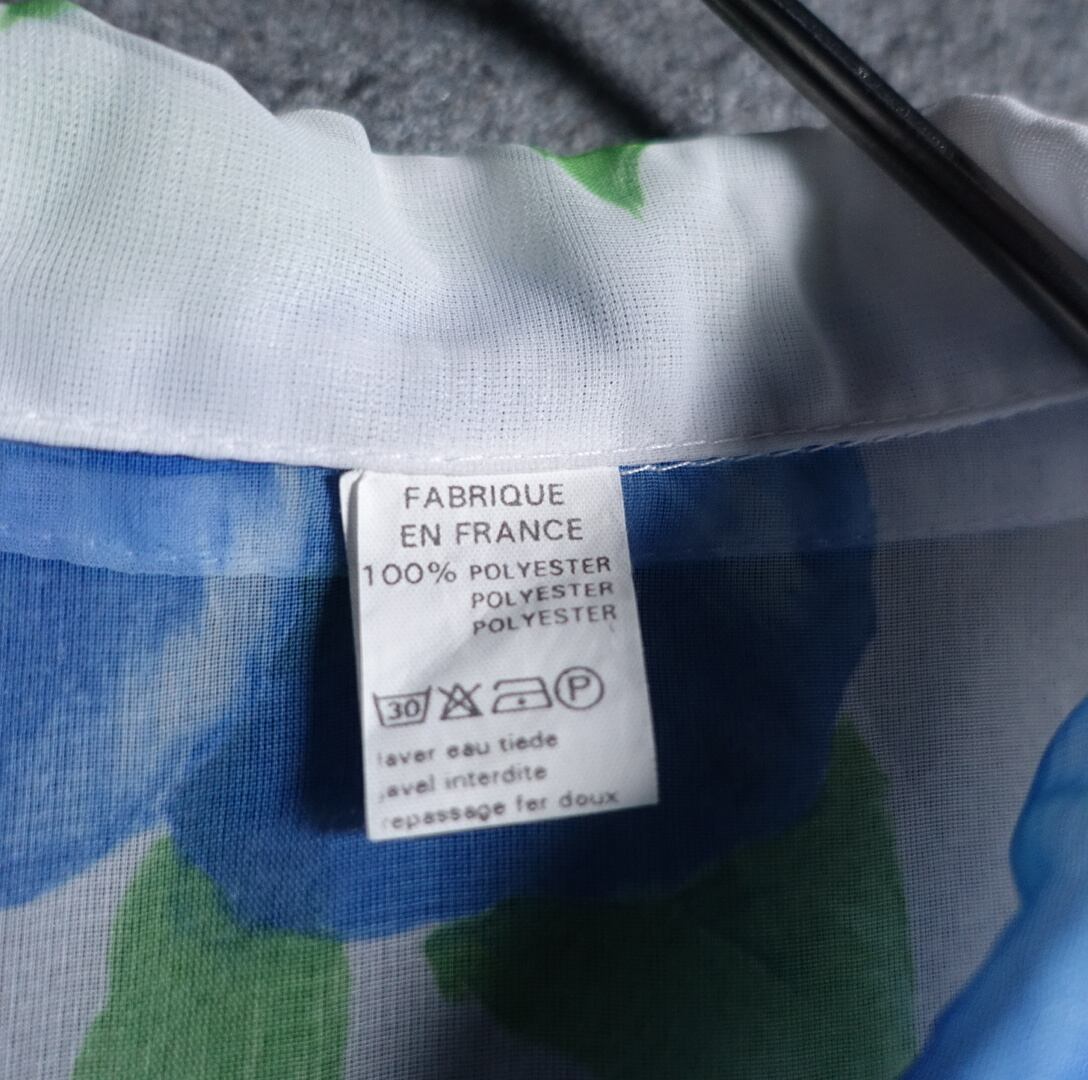 FABRIQUE
EN FRANCE
100% POLYESTER
POLYESTER
POLYESTER
30 P
laver eau tiede
javel interdite
repassage fer doux